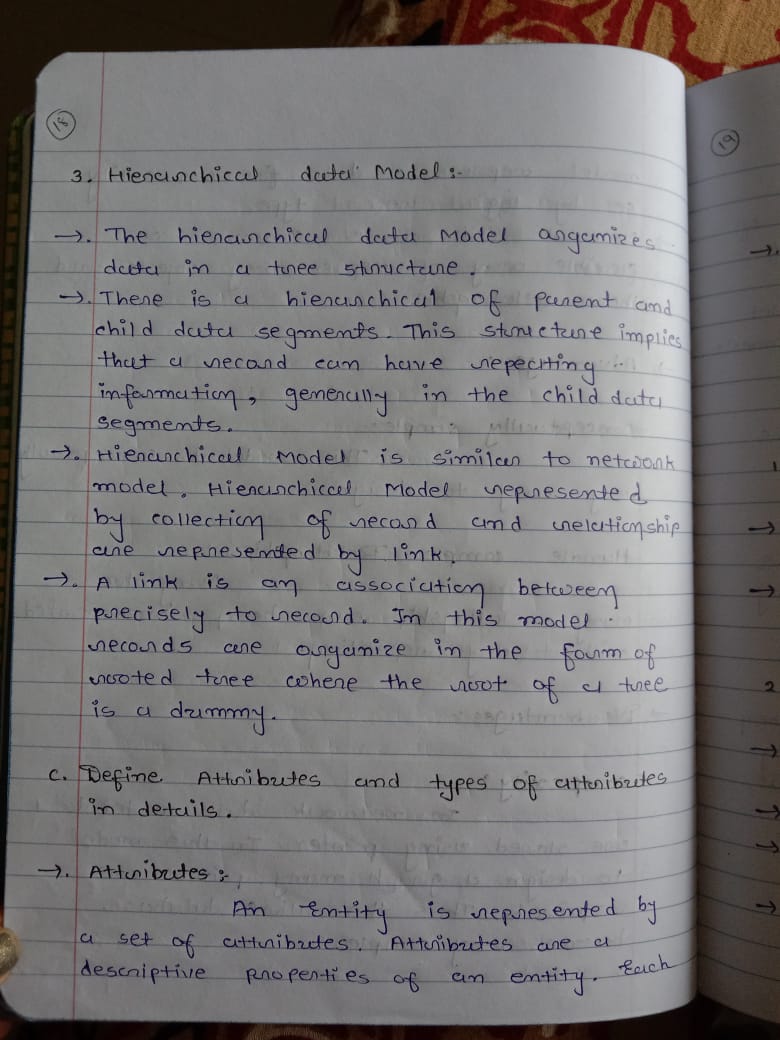 18
19
3. Hierarchical data Model :-
→. The hierarchical data Model organizes
data in a tree structure.
→. There is a hierarchical of parent and
child data segments. This structure implies
that a record can have repeating
information, generally in the child data
segments.
→. Hierarchical Model is similar to network
model. Hierarchical Model represented
by collection of record and relationship
are represented by link.
→. A link is an association between
precisely to record. In this model
records are organize in the form of
rooted tree where the root of a tree
is a dummy.
c. Define Attributes and types of attributes
in details.
→. Attributes :-
An Entity is represented by
a set of attributes. Attributes are a
descriptive properties of an entity. Each
→.
1
→
→
2
→
→
→
→